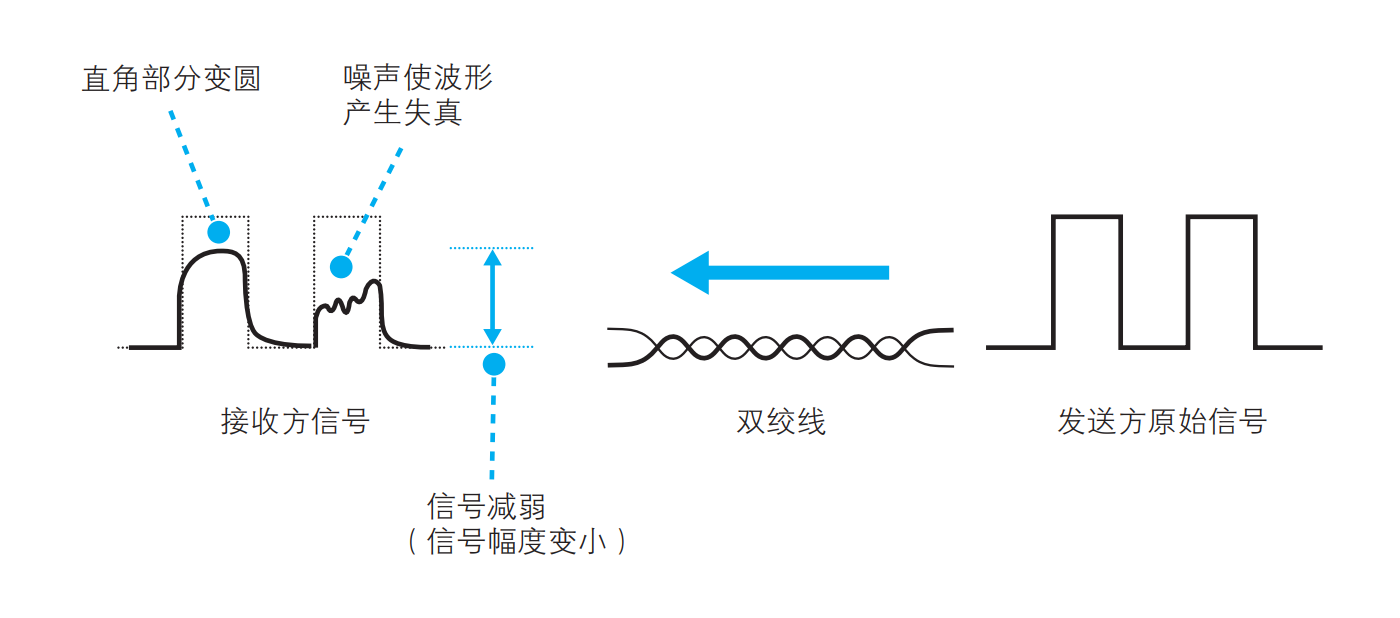 直角部分变圆
噪声使波形
产生失真
接收方信号
双绞线
发送方原始信号
信号减弱
（信号幅度变小）